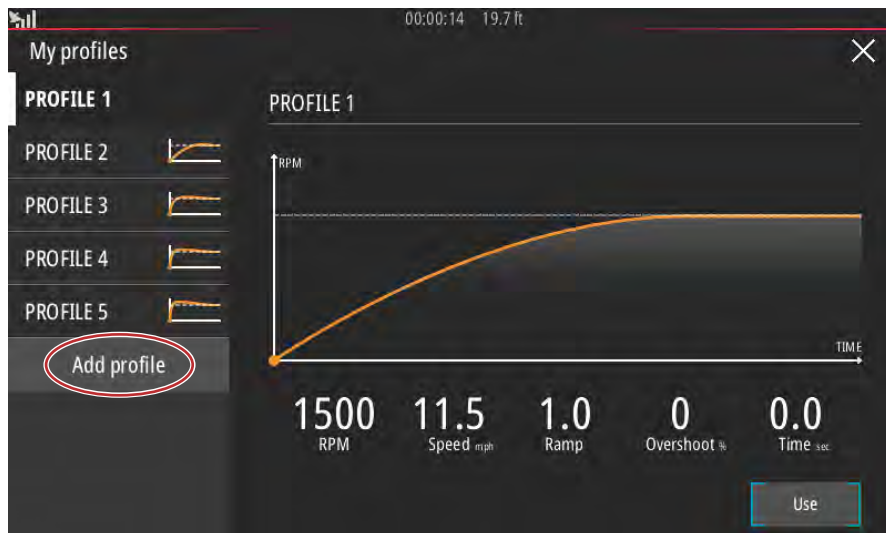 00:00:14 19.7 ft
My profiles
PROFILE 1
PROFILE 2
PROFILE 3
PROFILE 4
PROFILE 5
Add profile
PROFILE 1
RPM
TIME
1500 11.5 1.0 0 0.0
RPM Speed mph Ramp Overshoot % Time sec
Use